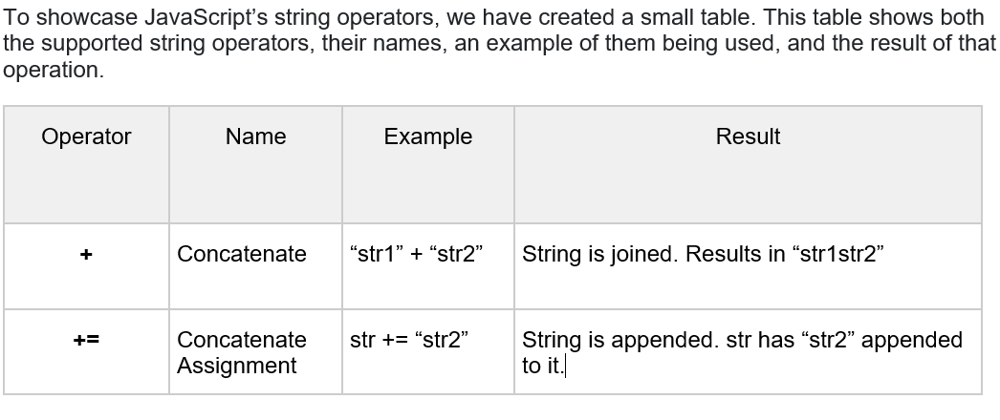 To showcase JavaScript’s string operators, we have created a small table. This table shows both
the supported string operators, their names, an example of them being used, and the result of that
operation.
Operator Name Example Result
+ Concatenate “str1” + “str2” String is joined. Results in “str1str2”
+= Concatenate str += “str2” String is appended. str has “str2” appended
Assignment to it.